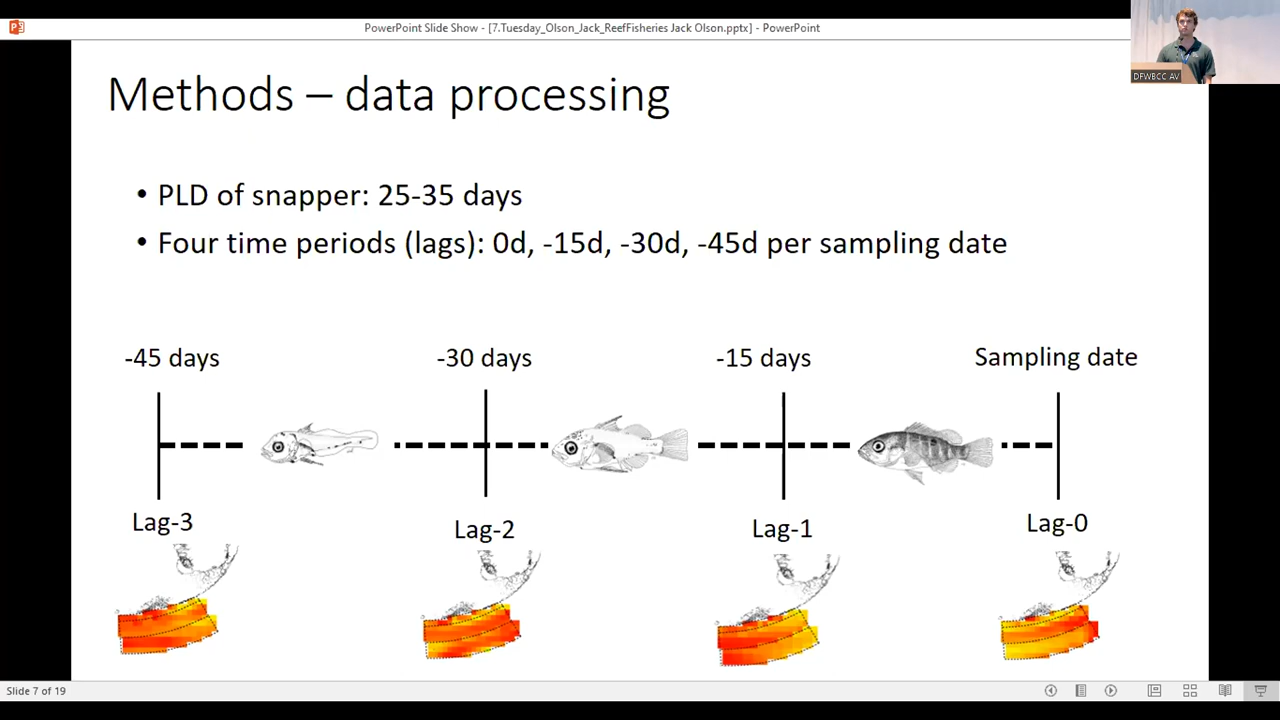 PowerPoint Slide Show - [7.Tuesday_Olson_Jack_ReefFisheries Jack Olson.pptx] - PowerPoint
DFWBCC AV
Methods – data processing
• PLD of snapper: 25-35 days
• Four time periods (lags): 0d, -15d, -30d, -45d per sampling date
-45 days
-30 days
-15 days
Sampling date
Lag-3
Lag-2
Lag-1
Lag-0
Slide 7 of 19